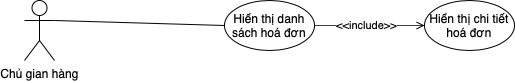 Hiển thị danh
sách hoá đơn
<<include>>
Hiển thị chi tiết
hoá đơn
Chủ gian hàng